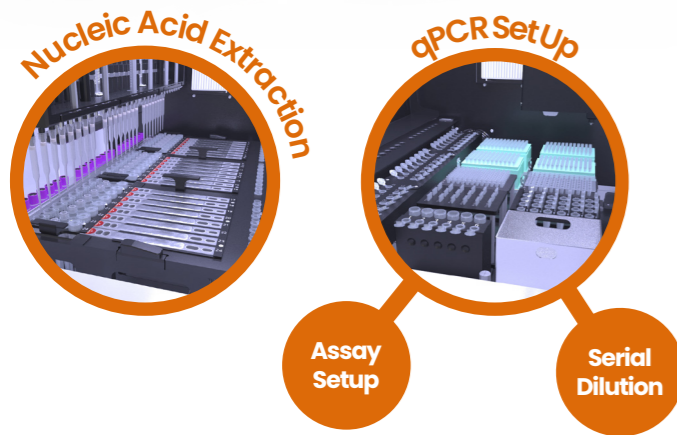 Nucleic Acid Extraction
qPCR Set Up
Assay
Setup
Serial
Dilution